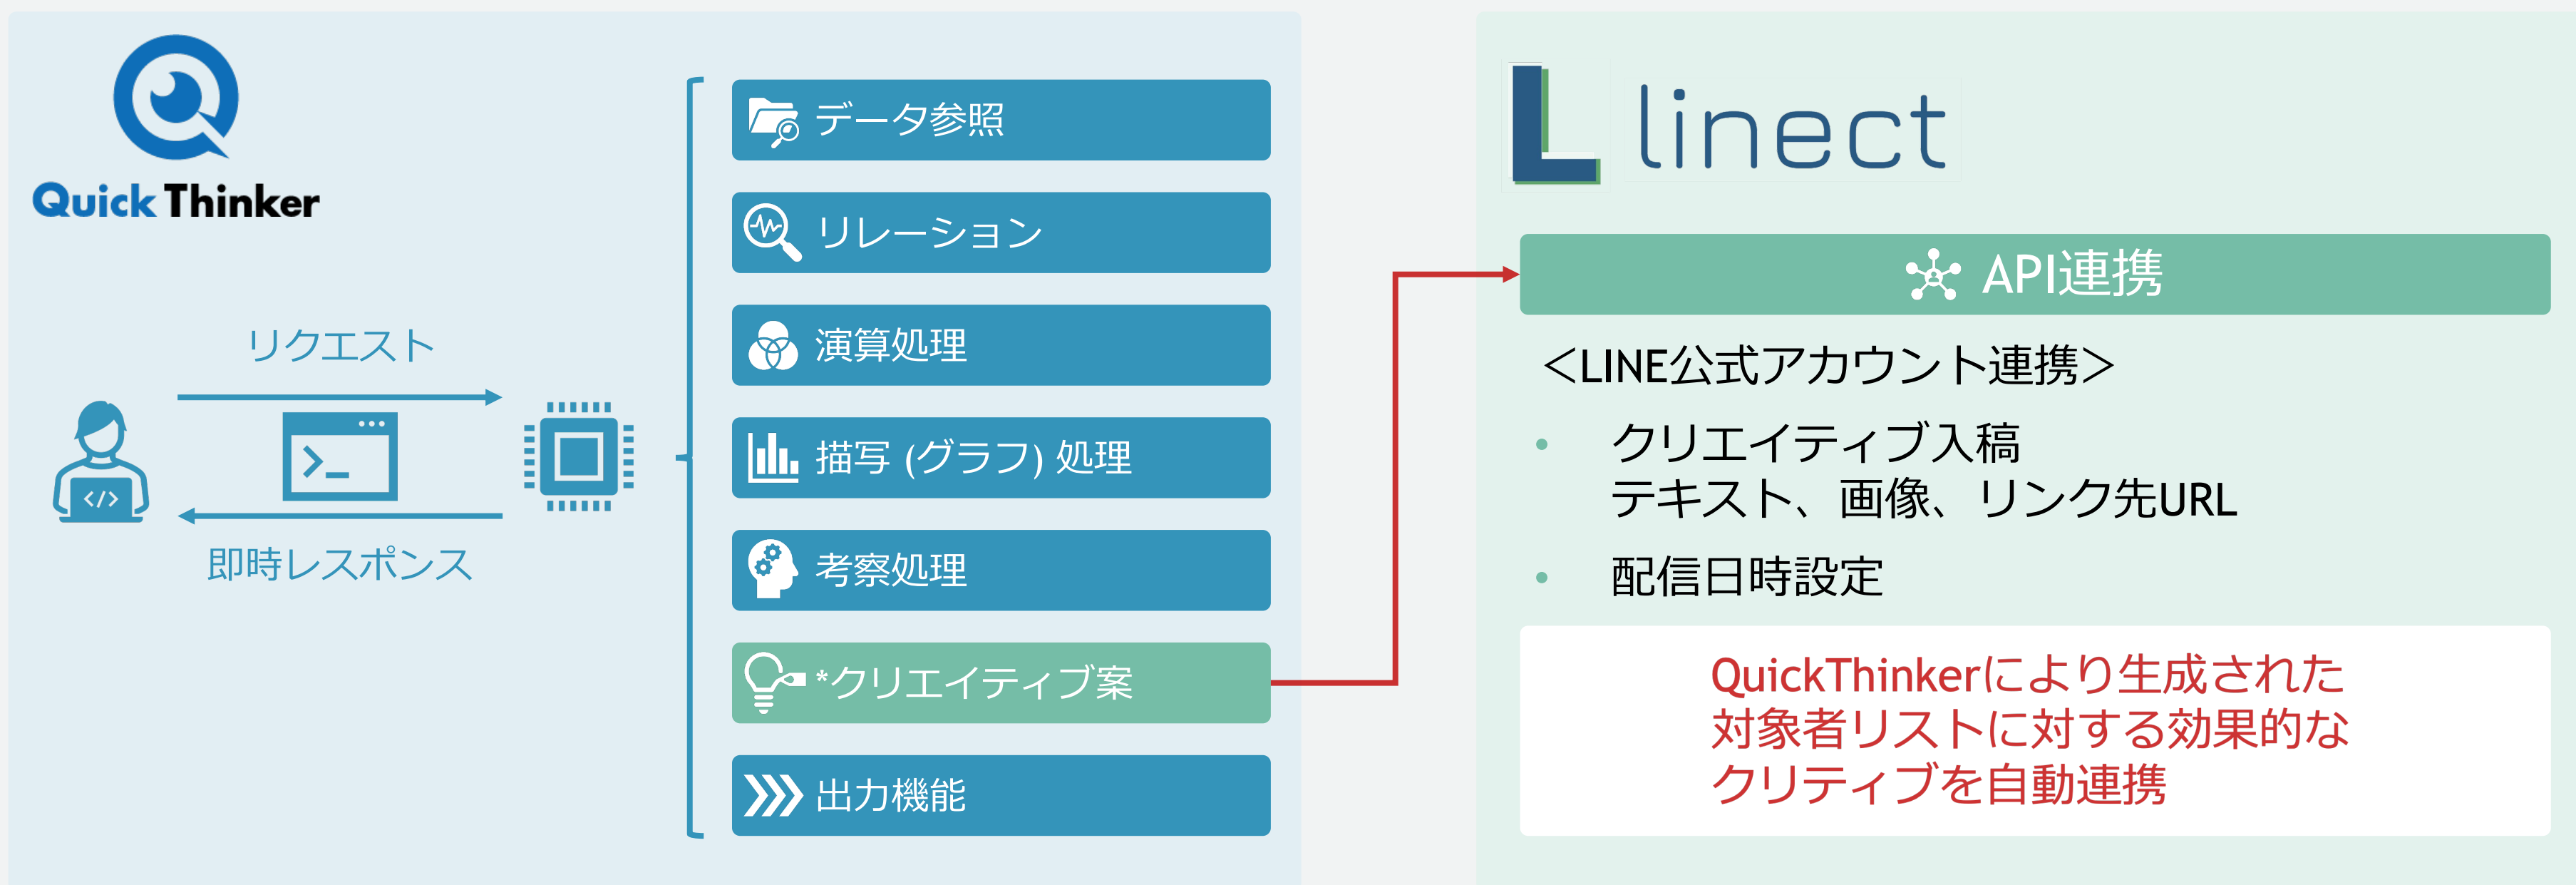 Quick Thinker
リクエスト
>_
</>
即時レスポンス
データ参照
リレーション
演算処理
描写 (グラフ) 処理
考察処理
*クリエイティブ案
出力機能
L linect
API連携
＜LINE公式アカウント連携＞
• クリエイティブ入稿
テキスト、画像、リンク先URL
• 配信日時設定
QuickThinkerにより生成された
対象者リストに対する効果的な
クリティブを自動連携